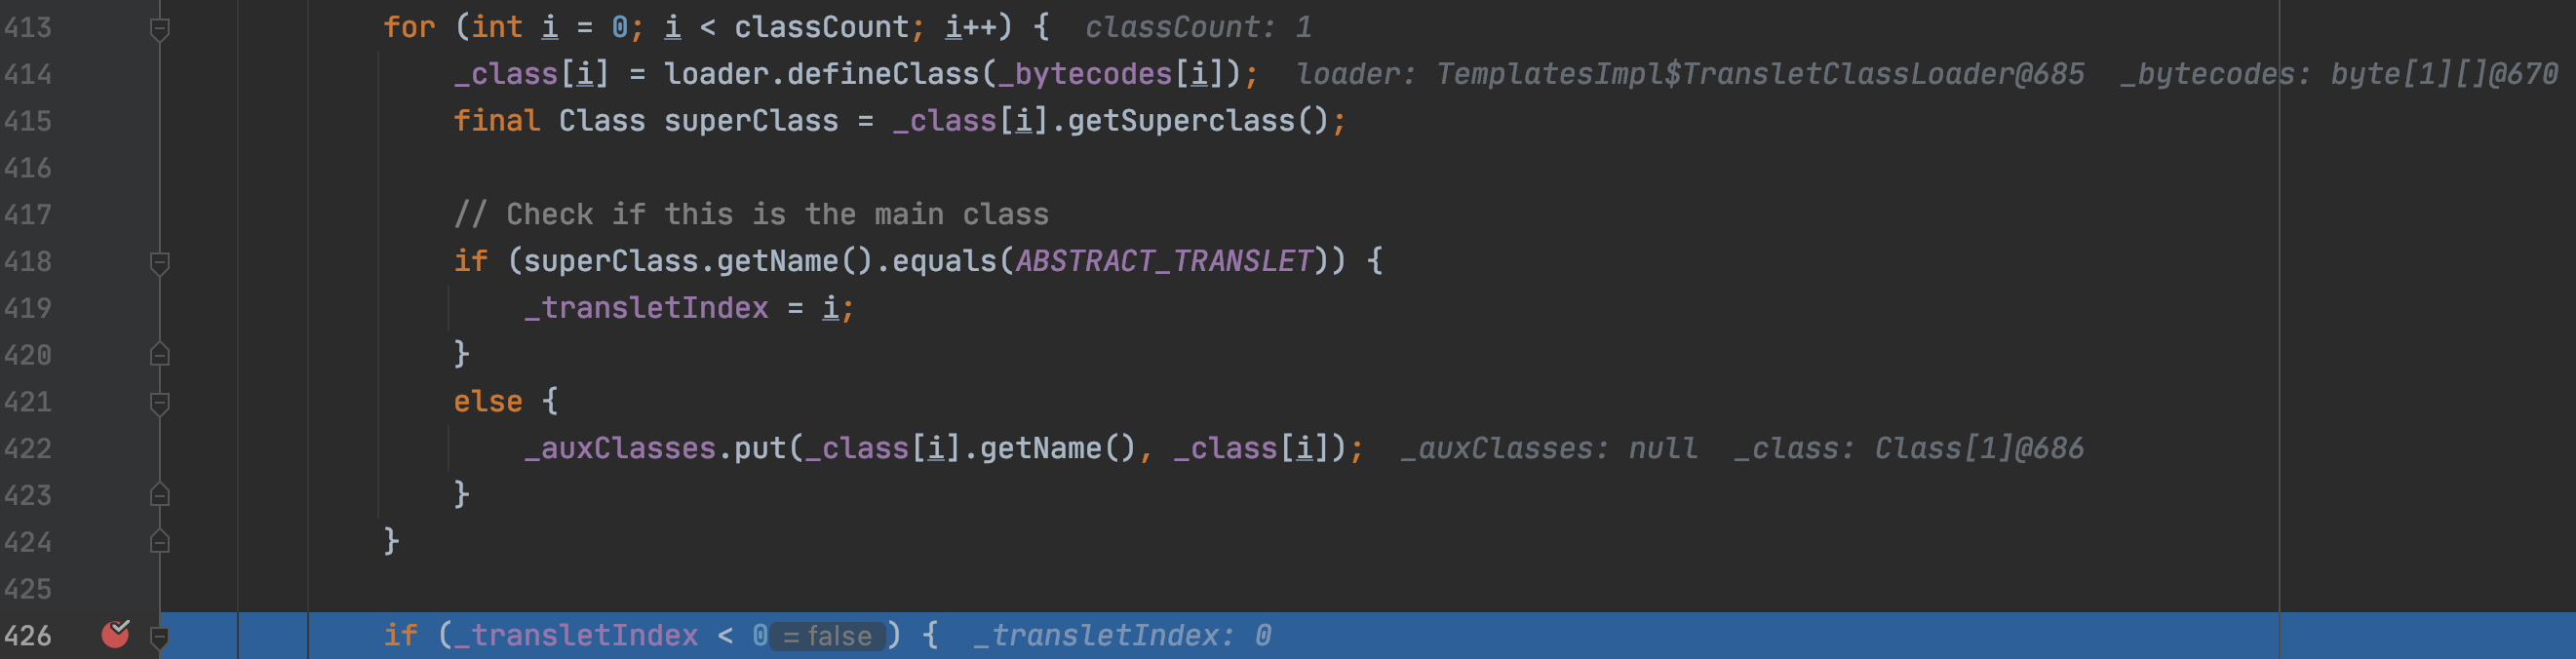 413 for (int i = 0; i < classCount; i++) { classCount: 1
414 _class[i] = loader.defineClass(_bytecodes[i]); loader: TemplatesImpl$TransletClassLoader@685 _bytecodes: byte[1][]@670
415 final Class superClass = _class[i].getSuperclass();
416
417 // Check if this is the main class
418 if (superClass.getName().equals(ABSTRACT_TRANSLET)) {
419 _transletIndex = i;
420 }
421 else {
422 _auxClasses.put(_class[i].getName(), _class[i]); _auxClasses: null _class: Class[1]@686
423 }
424 }
425
426 if (_transletIndex < 0 = false ) { _transletIndex: 0